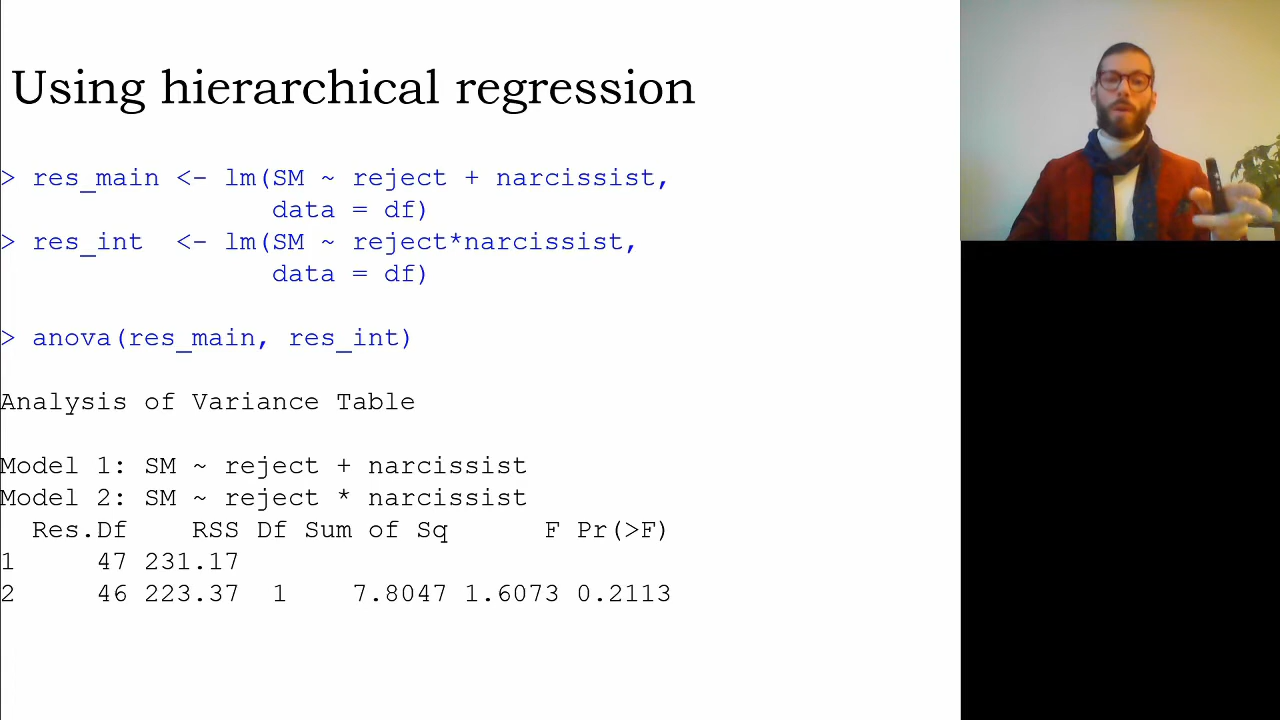 Using hierarchical regression
> res_main <- lm(SM ~ reject + narcissist,
data = df)
> res_int  <- lm(SM ~ reject*narcissist,
data = df)
> anova(res_main, res_int)
Analysis of Variance Table
Model 1: SM ~ reject + narcissist
Model 2: SM ~ reject * narcissist
Res.Df    RSS Df Sum of Sq      F Pr(>F)
1     47 231.17
2     46 223.37  1    7.8047 1.6073 0.2113